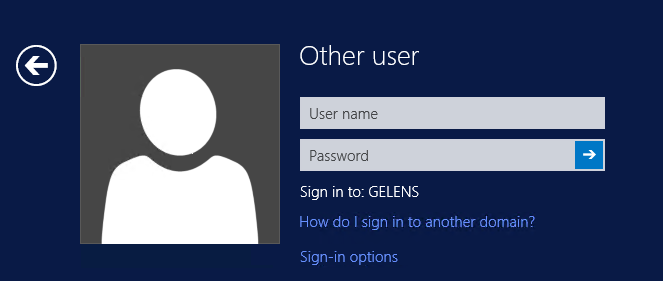 Other user
User name
Password
Sign in to: GELENS
How do I sign in to another domain?
Sign-in options